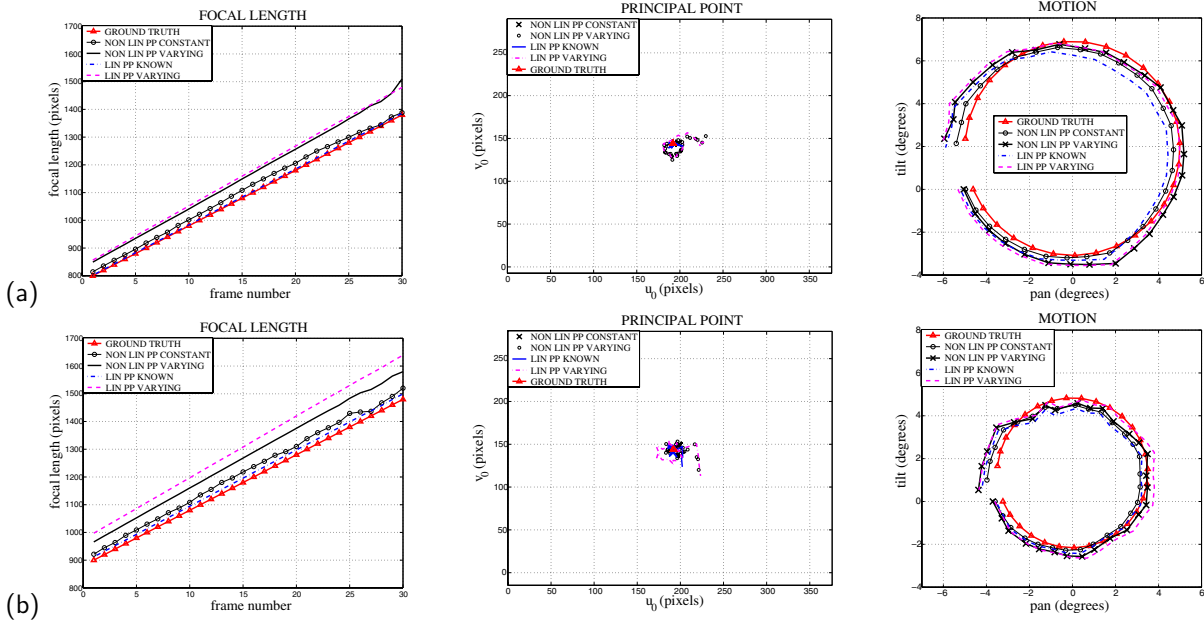 FOCAL LENGTH
1700
1600
1500
1400
1300
1200
1100
1000
900
800
0 5 10 15 20 25 30
focal length (pixels)
frame number
GROUND TRUTH
NON LIN PP CONSTANT
NON LIN PP VARYING
LIN PP KNOWN
LIN PP VARYING
PRINCIPAL POINT
250
200
150
100
50
0
0 50 100 150 200 250 300 350
v0 (pixels)
u0 (pixels)
NON LIN PP CONSTANT
NON LIN PP VARYING
LIN PP KNOWN
LIN PP VARYING
GROUND TRUTH
MOTION
8
6
4
2
0
−2
−4
−6 −4 −2 0 2 4 6
tilt (degrees)
pan (degrees)
GROUND TRUTH
NON LIN PP CONSTANT
NON LIN PP VARYING
LIN PP KNOWN
LIN PP VARYING
(a)
FOCAL LENGTH
1700
1600
1500
1400
1300
1200
1100
1000
900
800
0 5 10 15 20 25 30
focal length (pixels)
frame number
GROUND TRUTH
NON LIN PP CONSTANT
NON LIN PP VARYING
LIN PP KNOWN
LIN PP VARYING
PRINCIPAL POINT
250
200
150
100
50
0
0 50 100 150 200 250 300 350
v0 (pixels)
u0 (pixels)
NON LIN PP CONSTANT
NON LIN PP VARYING
LIN PP KNOWN
LIN PP VARYING
GROUND TRUTH
MOTION
8
6
4
2
0
−2
−4
−6 −4 −2 0 2 4 6
tilt (degrees)
pan (degrees)
GROUND TRUTH
NON LIN PP CONSTANT
NON LIN PP VARYING
LIN PP KNOWN
LIN PP VARYING
(b)